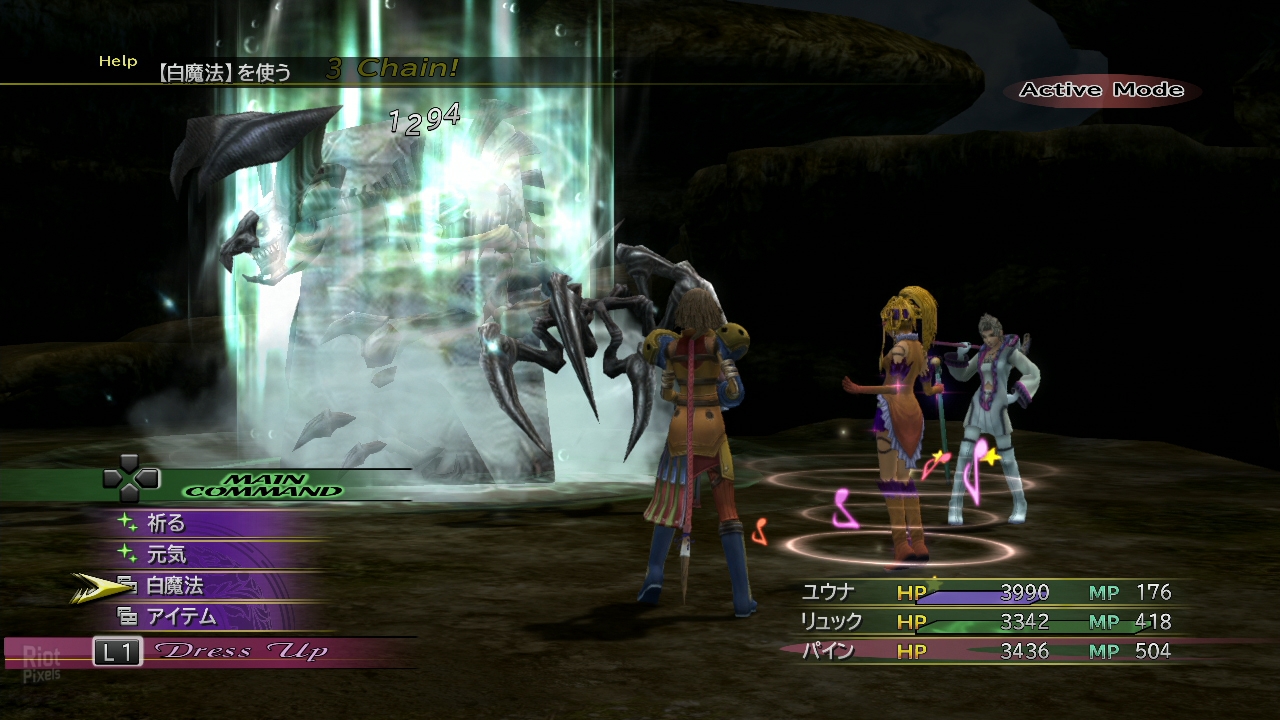 Help 【白魔法】を使う 3 Chain!
Active Mode
1294
MAIN COMMAND
祈る
元気
白魔法
アイテム
L1 Dress Up
ユウナ HP 3990 MP 176
リュック HP 3342 MP 418
パイン HP 3436 MP 504
Riot
Pixels